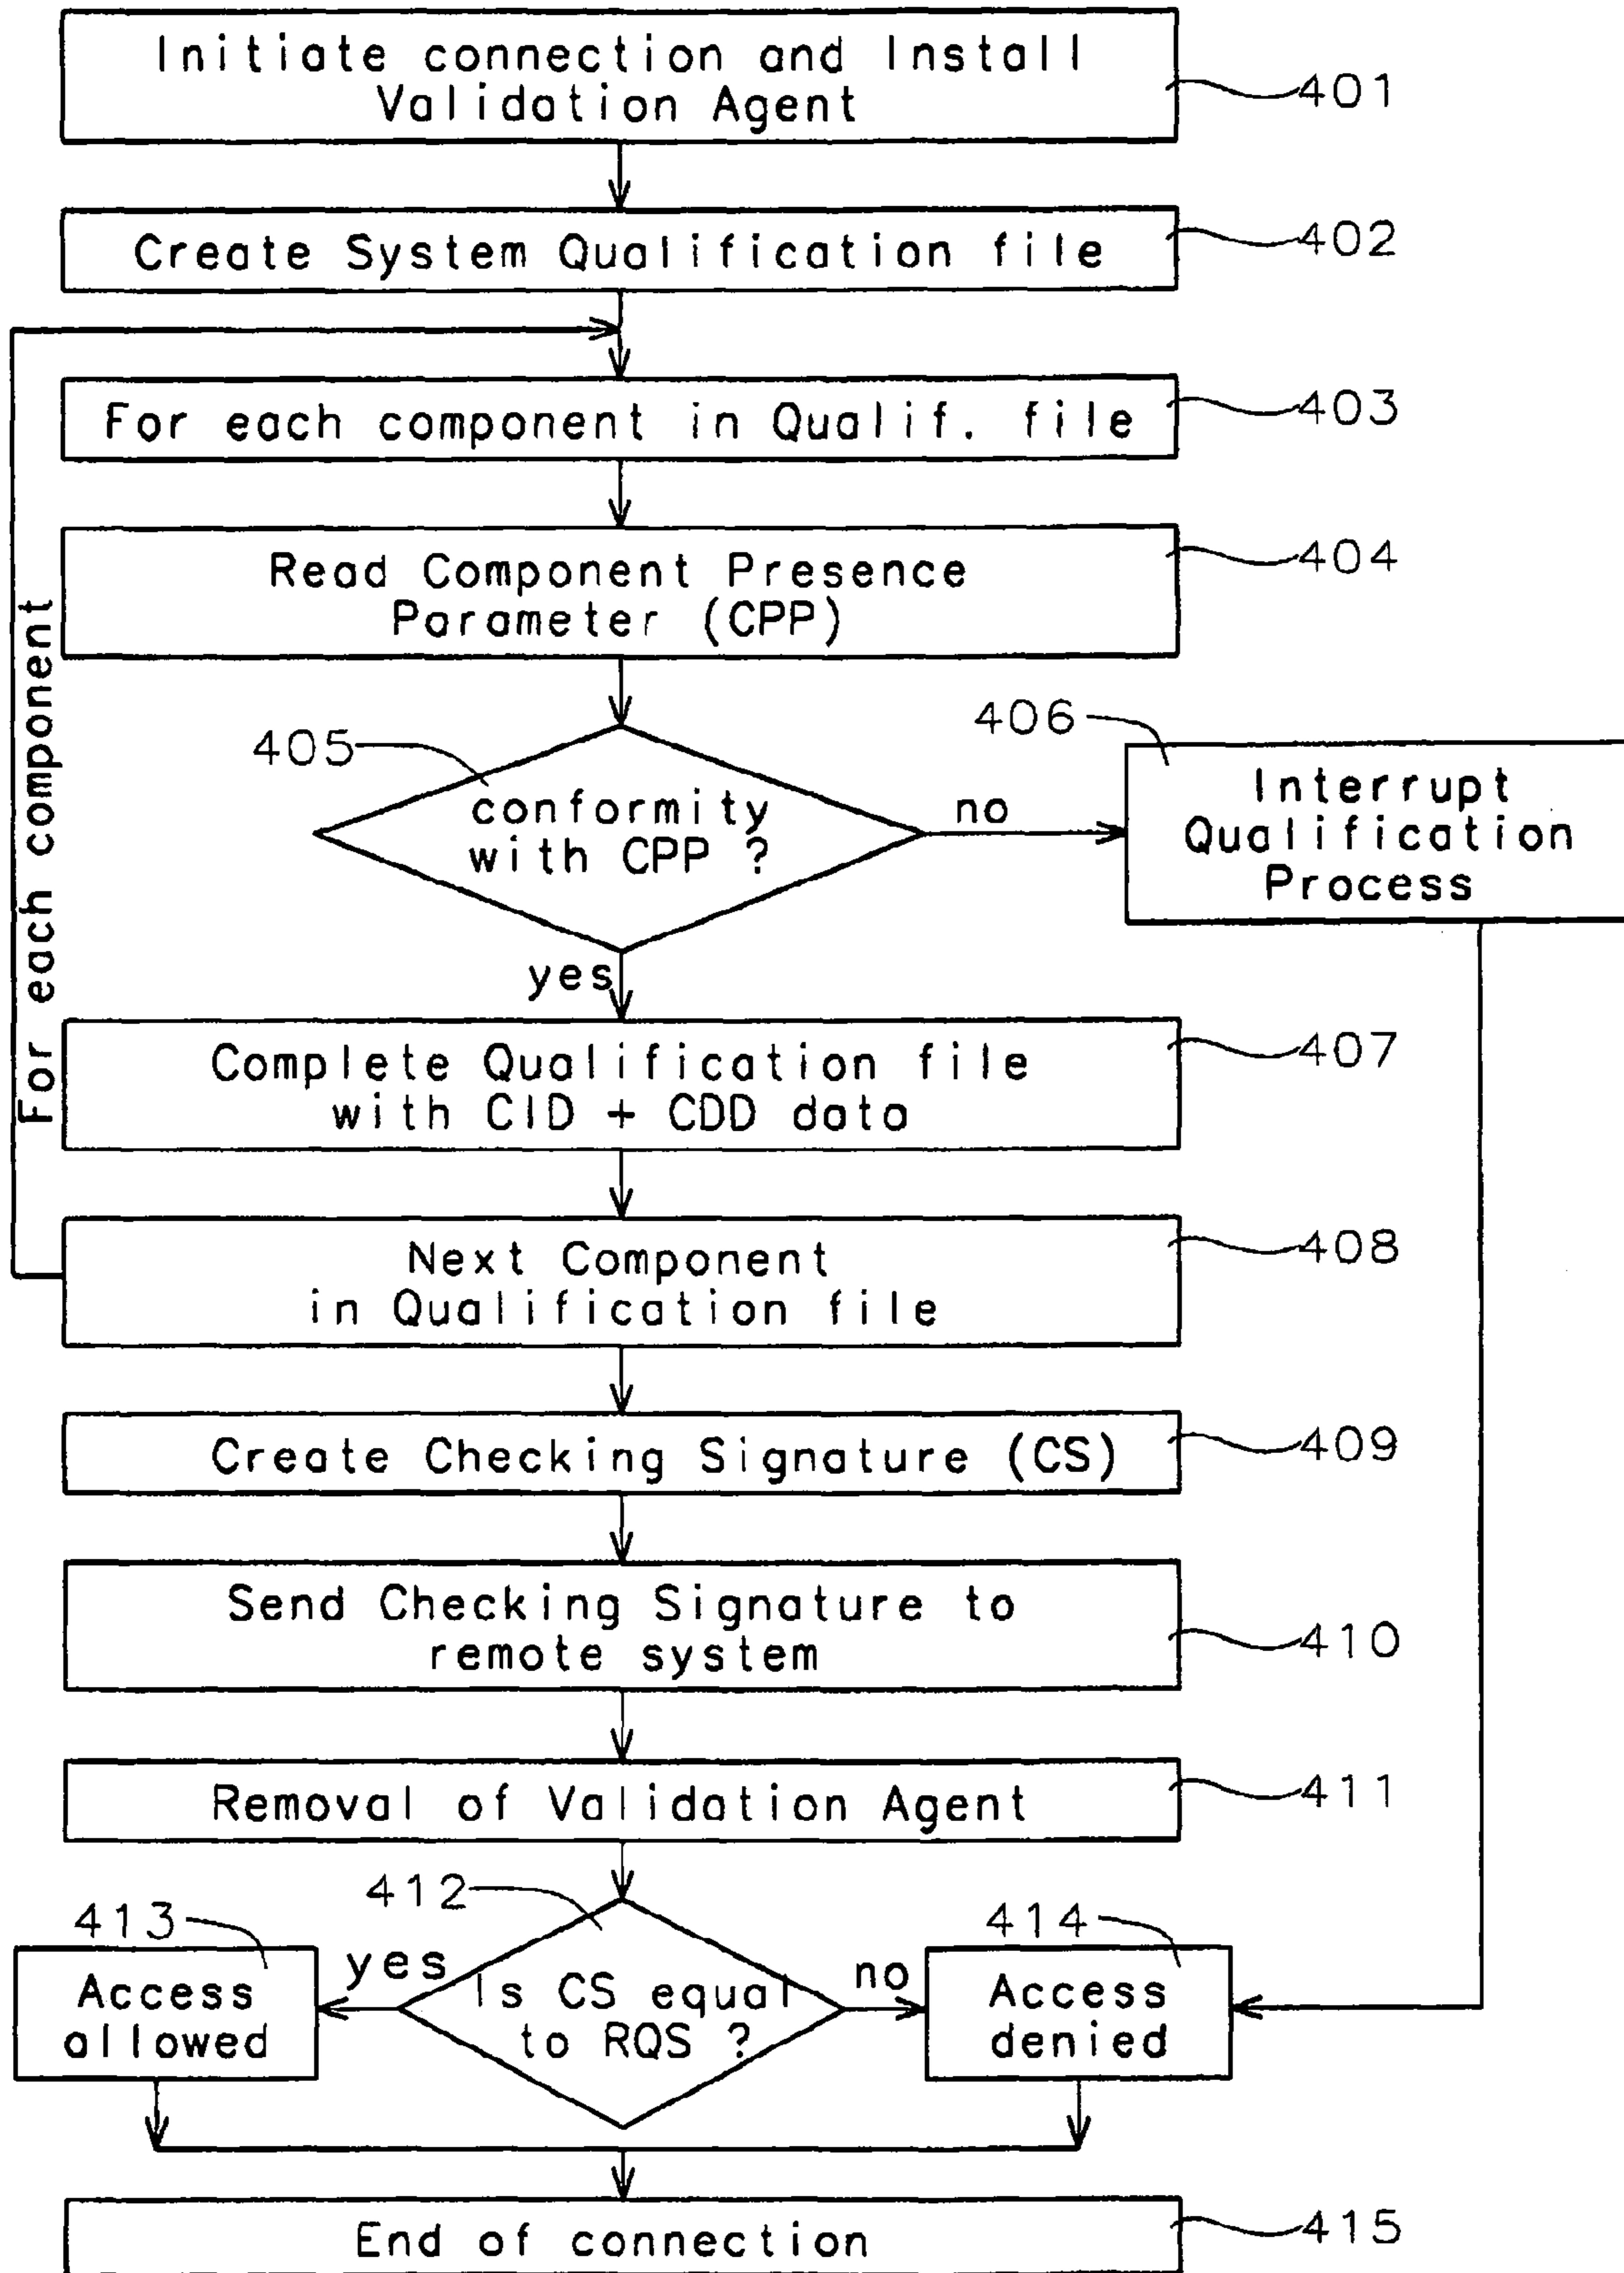 Initiate connection and Install
Validation Agent
401
Create System Qualification file
402
For each component in Qualif. file
403
Read Component Presence
Parameter (CPP)
404
For each component
405
conformity
with CPP ?
no
yes
406
Interrupt
Qualification
Process
Complete Qualification file
with CID + CDD data
407
Next Component
in Qualification file
408
Create Checking Signature (CS)
409
Send Checking Signature to
remote system
410
Removal of Validation Agent
411
412
Is CS equal
to RQS ?
yes
no
413
Access
allowed
414
Access
denied
End of connection
415